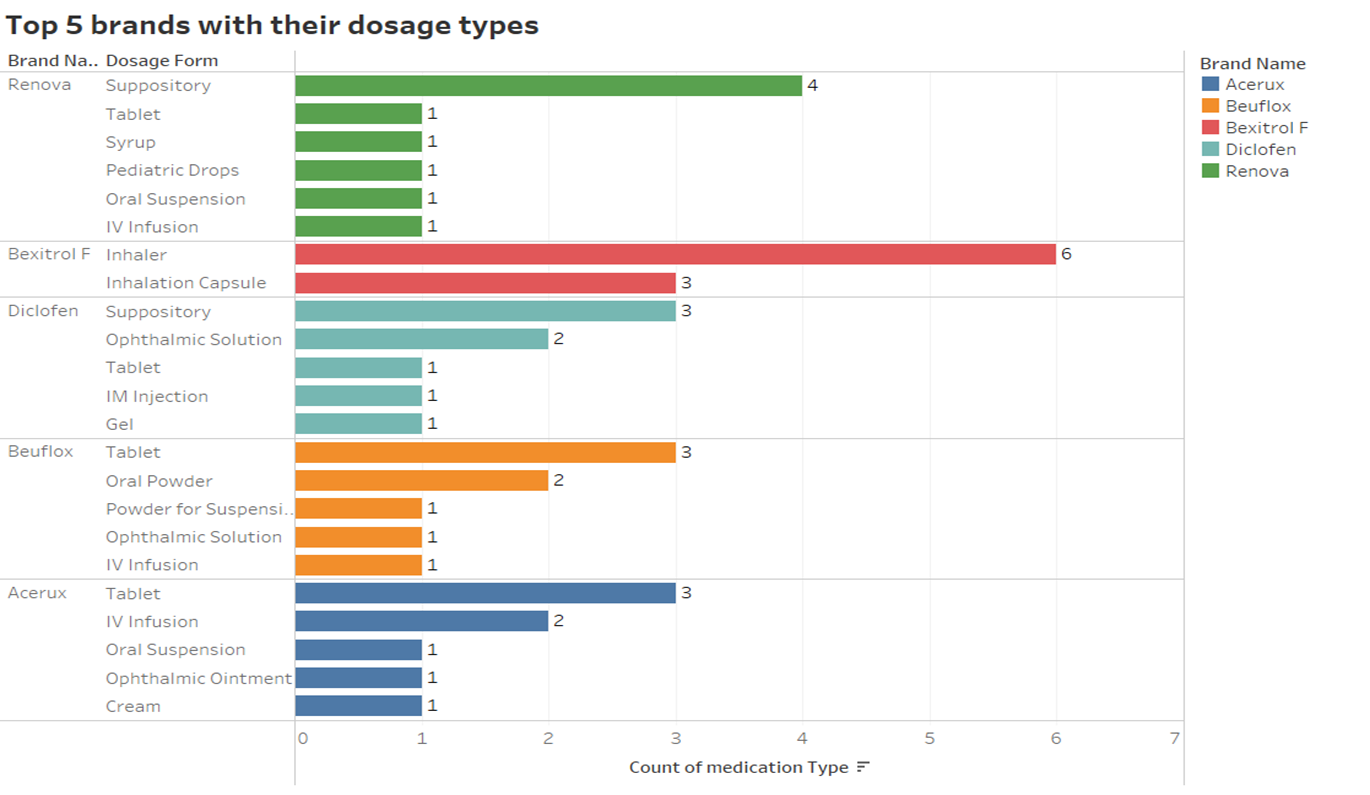 Top 5 brands with their dosage types
Brand Na.. Dosage Form
Renova Suppository 4
Tablet 1
Syrup 1
Pediatric Drops 1
Oral Suspension 1
IV Infusion 1
Bexitrol F Inhaler 6
Inhalation Capsule 3
Diclofen Suppository 3
Ophthalmic Solution 2
Tablet 1
IM Injection 1
Gel 1
Beuflox Tablet 3
Oral Powder 2
Powder for Suspensi.. 1
Ophthalmic Solution 1
IV Infusion 1
Acerux Tablet 3
IV Infusion 2
Oral Suspension 1
Ophthalmic Ointment 1
Cream 1
0 1 2 3 4 5 6 7
Count of medication Type
Brand Name
Acerux
Beuflox
Bexitrol F
Diclofen
Renova